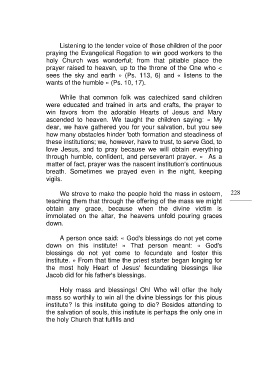 Listening to the tender voice of those children of the poor
praying the Evangelical Rogation to win good workers to the
holy Church was wonderful; from that pitiable place the
prayer raised to heaven, up to the throne of the One who <
sees the sky and earth » (Ps. 113, 6) and « listens to the
wants of the humble » (Ps. 10, 17).
While that common folk was catechized sand children
were educated and trained in arts and crafts, the prayer to
win favors from the adorable Hearts of Jesus and Mary
ascended to heaven. We taught the children saying: « My
dear, we have gathered you for your salvation, but you see
how many obstacles hinder 'both formation and steadiness of
these institutions; we, however, have to trust, to serve God, to
love Jesus, and to pray because we will obtain everything
through humble, confident, and perseverant prayer. » As a
matter of fact, prayer was the nascent institution's continuous
breath. Sometimes we prayed even in the night, keeping
vigils.
We strove to make the people hold the mass in esteem,
teaching them that through the offering of the mass we might
obtain any grace, because when the divine victim is
immolated on the altar, the heavens unfold pouring graces
down.
228
A person once said: « God's blessings do not yet come
down on this institute! » That person meant: « God's
blessings do not yet come to fecundate and foster this
institute. » From that time the priest starter began longing for
the most holy Heart of Jesus' fecundating blessings like
Jacob did for his father's blessings.
Holy mass and blessings! Oh! Who will offer the holy
mass so worthily to win all the divine blessings for this pious
institute? Is this institute going to die? Besides attending to
the salvation of souls, this institute is perhaps the only one in
the holy Church that fulfills and